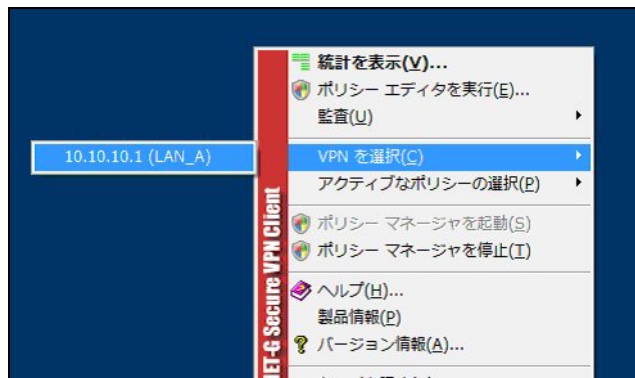 統計を表示(V)...
ポリシー エディタを実行(E)...
監査(U)
10.10.10.1 (LAN_A)
VPN を選択(C)
アクティブなポリシーの選択(P)
ポリシー マネージャを起動(S)
ポリシー マネージャを停止(T)
ヘルプ(H)...
製品情報(P)
バージョン情報(A)...
NET-G Secure VPN Client